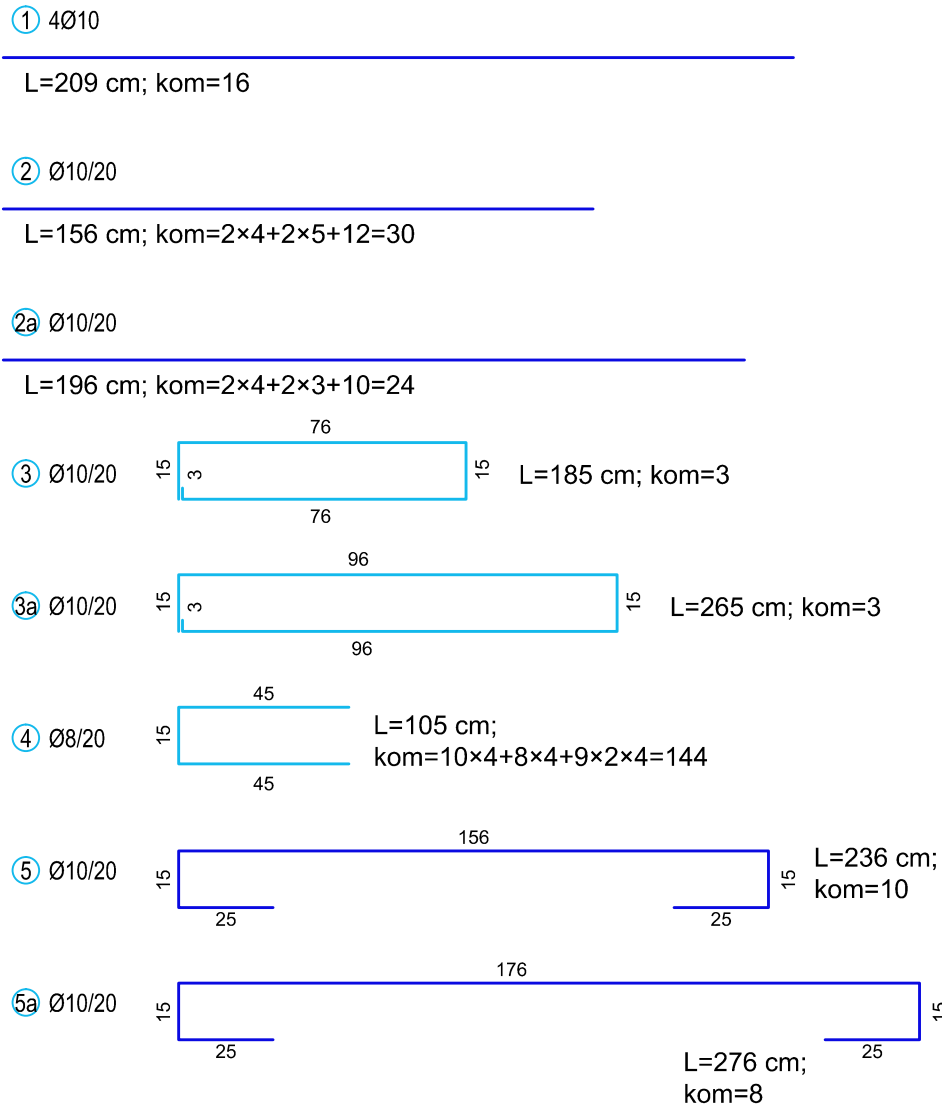 1 4Ø10
L=209 cm; kom=16
2 Ø10/20
L=156 cm; kom=2×4+2×5+12=30
2a Ø10/20
L=196 cm; kom=2×4+2×3+10=24
76
3 Ø10/20 15 3 15 L=185 cm; kom=3
76
96
3a Ø10/20 15 3 15 L=265 cm; kom=3
96
45
4 Ø8/20 15 L=105 cm;
kom=10×4+8×4+9×2×4=144
45
156
5 Ø10/20 15 15 L=236 cm;
kom=10
25 25
176
5a Ø10/20 15 15
25 25
L=276 cm;
kom=8